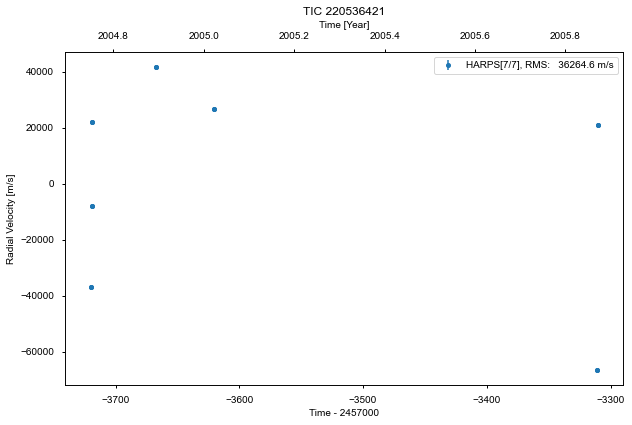 TIC 220536421
Time [Year]
2004.8 2005.0 2005.2 2005.4 2005.6 2005.8
HARPS[7/7], RMS: 36264.6 m/s
40000
20000
0
−20000
−40000
−60000
Radial Velocity [m/s]
−3700 −3600 −3500 −3400 −3300
Time - 2457000